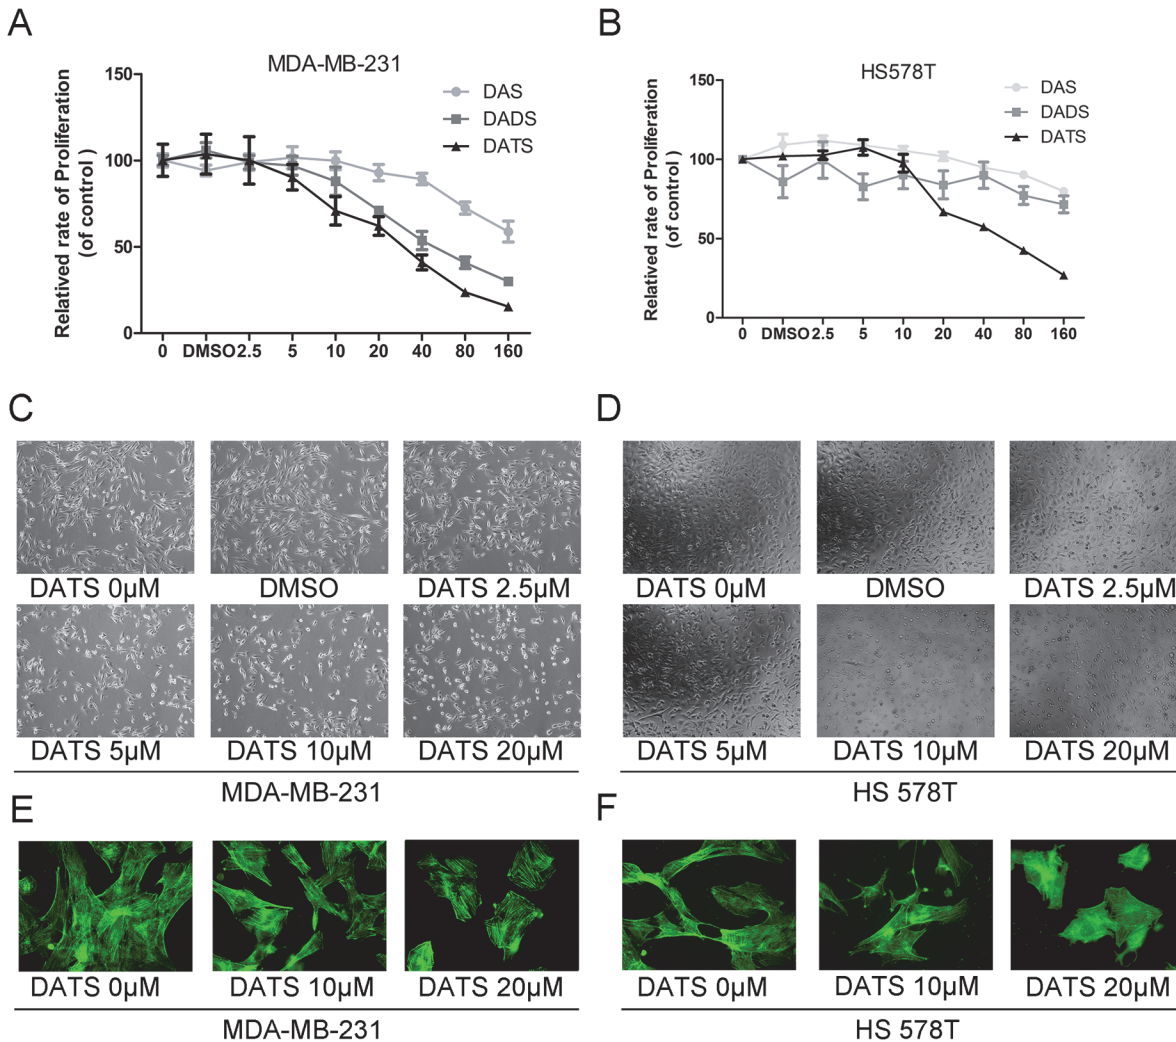 A
MDA-MB-231
Relatived rate of Proliferation
(of control )
150
100
50
0
DAS
DADS
DATS
0 DMSO 2.5 5 10 20 40 80 160
B
HS578T
Relatived rate of Proliferation
(of control )
150
100
50
0
DAS
DADS
DATS
0 DMSO 2.5 5 10 20 40 80 160
C
DATS 0µM DMSO DATS 2.5µM
DATS 5µM DATS 10µM DATS 20µM
MDA-MB-231
D
DATS 0µM DMSO DATS 2.5µM
DATS 5µM DATS 10µM DATS 20µM
HS 578T
E
DATS 0µM DATS 10µM DATS 20µM
MDA-MB-231
F
DATS 0µM DATS 10µM DATS 20µM
HS 578T